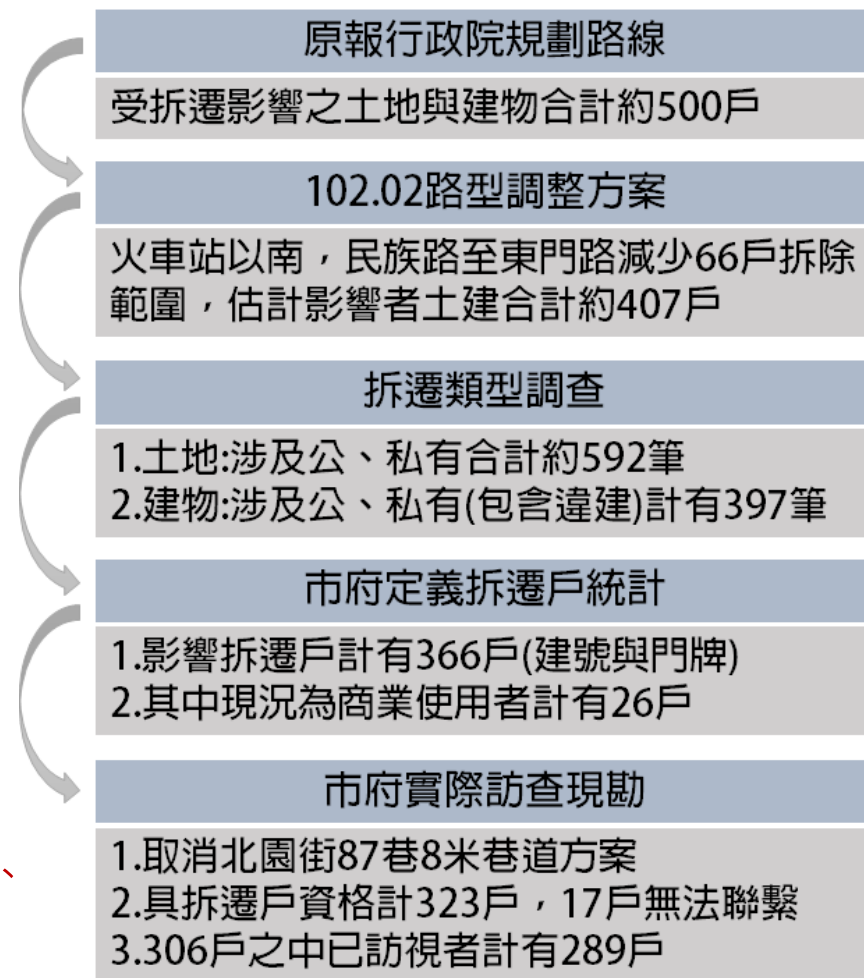 原報行政院規劃路線
受拆遷影響之土地與建物合計約500戶
102.02路型調整方案
火車站以南，民族路至東門路減少66戶拆除
範圍，估計影響者土建合計約407戶
拆遷類型調查
1.土地:涉及公、私有合計約592筆
2.建物:涉及公、私有(包含違建)計有397筆
市府定義拆遷戶統計
1.影響拆遷戶計有366戶(建號與門牌)
2.其中現況為商業使用者計有26戶
市府實際訪查現勘
1.取消北園街87巷8米巷道方案
2.具拆遷戶資格計323戶，17戶無法聯繫
3.306戶之中已訪視者計有289戶
、